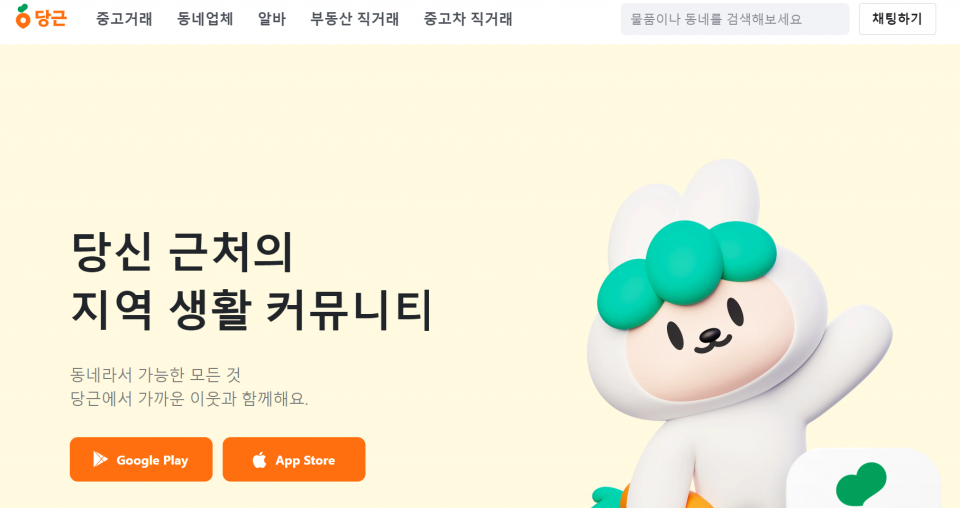 당근 중고거래 동네업체 알바 부동산 직거래 중고차 직거래 물품이나 동네를 검색해보세요 채팅하기
당신 근처의
지역 생활 커뮤니티
동네라서 가능한 모든 것
당근에서 가까운 이웃과 함께해요.
Google Play App Store